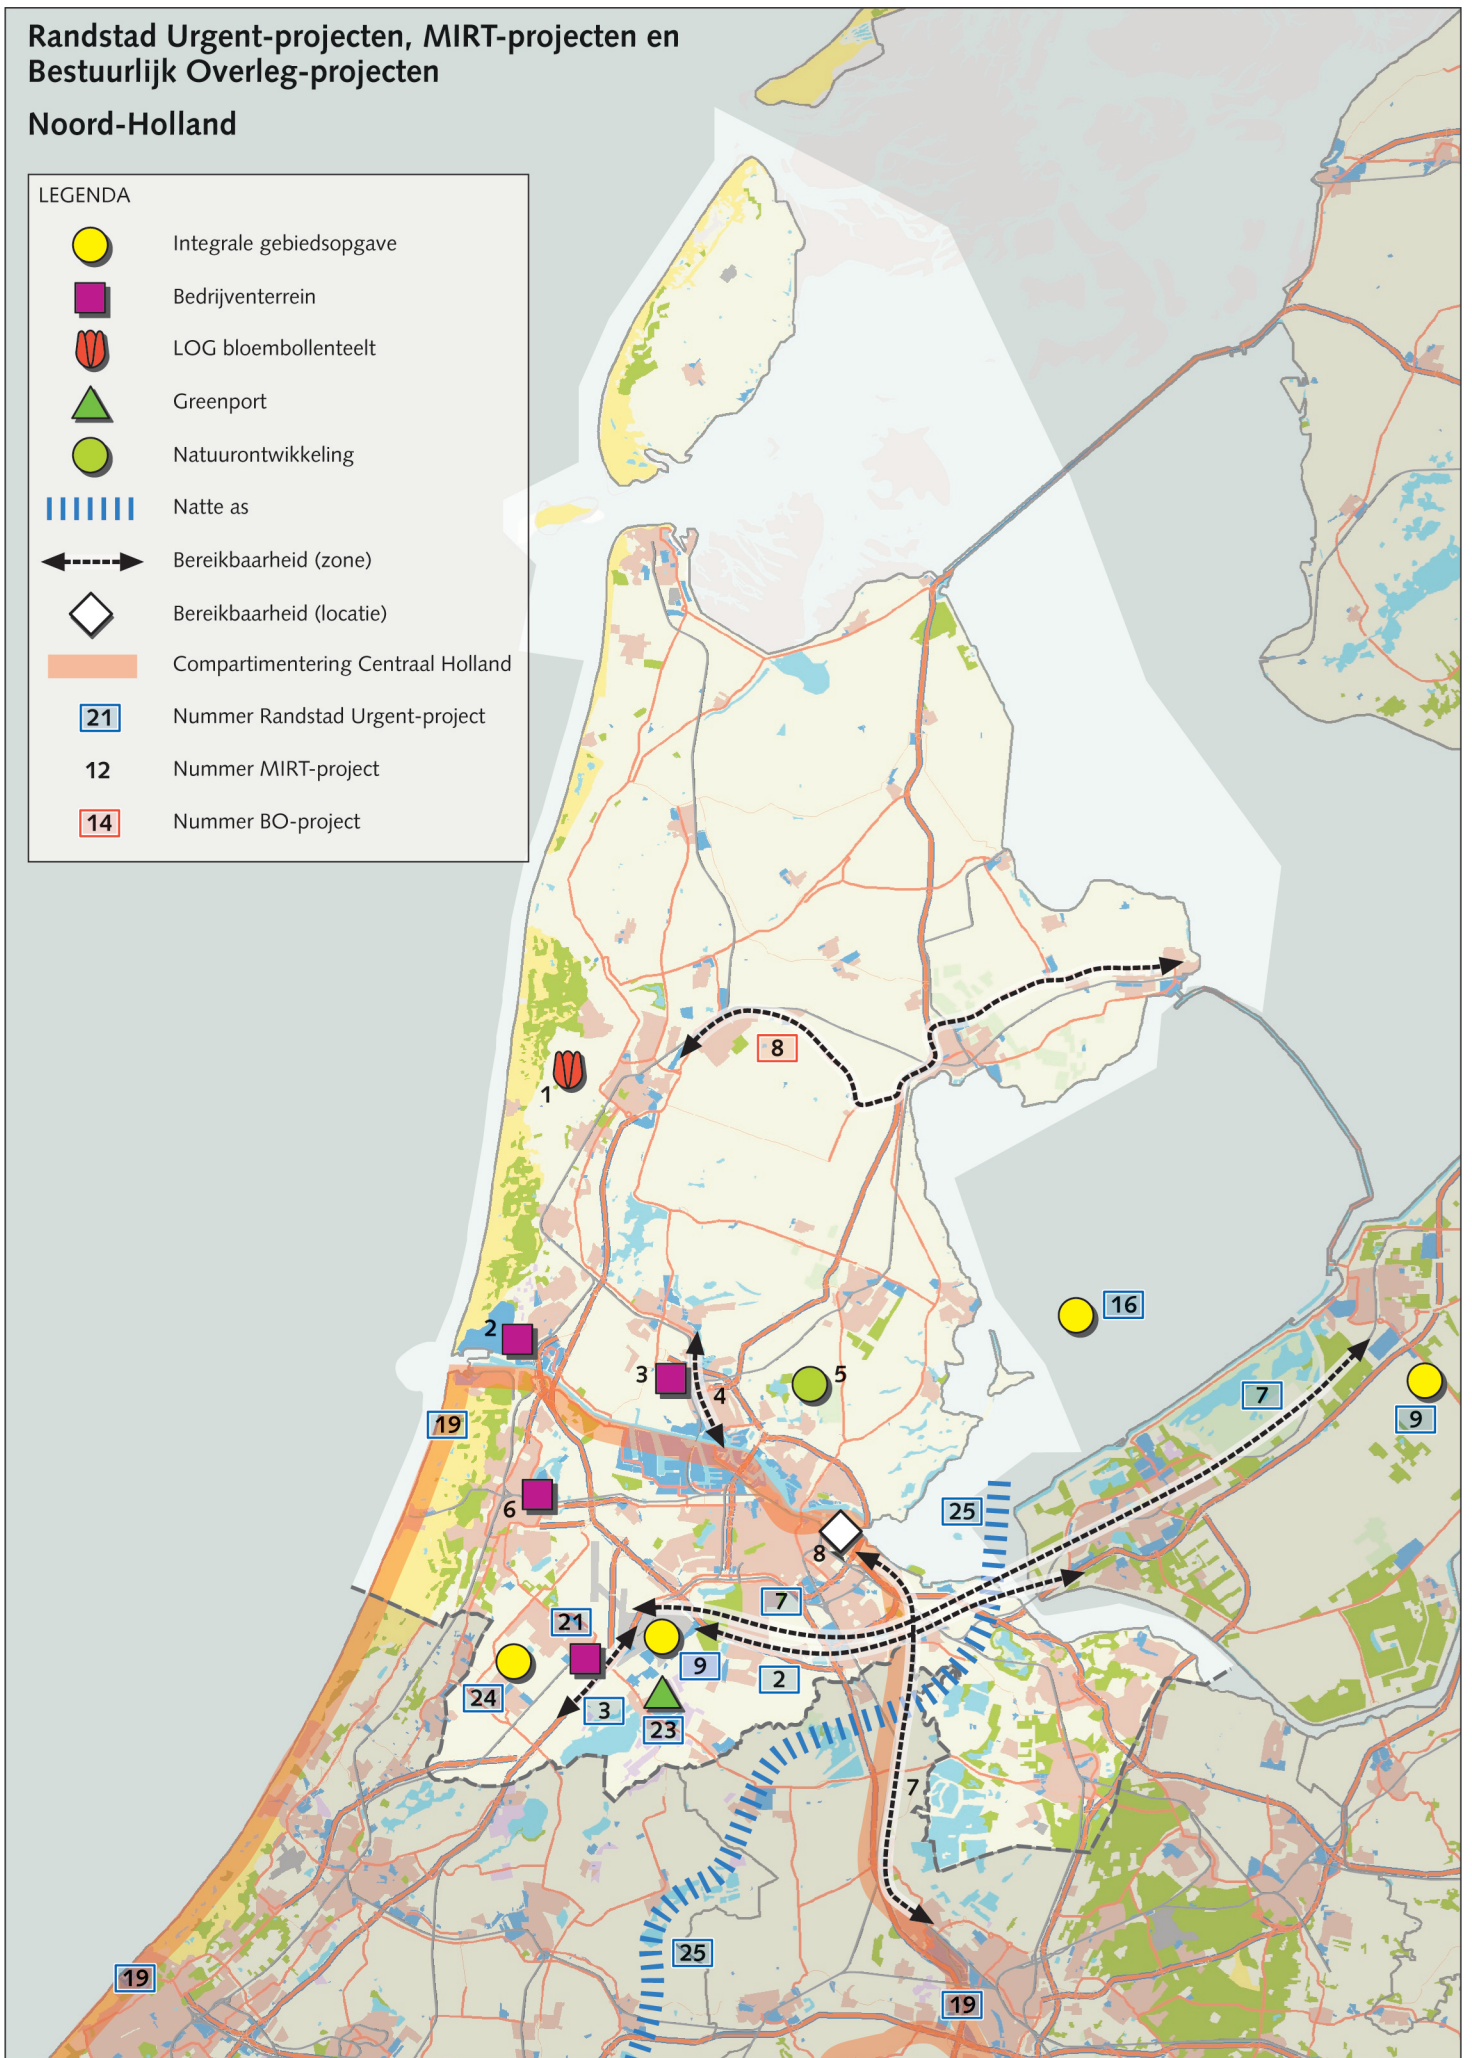 Randstad Urgent-projecten, MIRT-projecten en
Bestuurlijk Overleg-projecten
Noord-Holland
LEGENDA
Integrale gebiedsopgave
Bedrijventerrein
LOG bloembollenteelt
Greenport
Natuurontwikkeling
Natte as
Bereikbaarheid (zone)
Bereikbaarheid (locatie)
Compartimentering Centraal Holland
21 Nummer Randstad Urgent-project
12 Nummer MIRT-project
14 Nummer BO-project
8
1
16
2
3
4
5
7
9
19
6
25
8
7
21
9
2
24
3
23
7
25
19
19